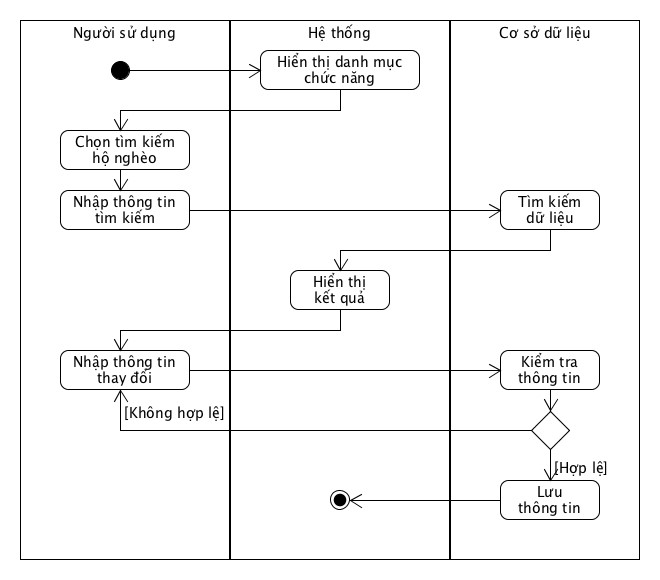 Người sử dụng
Hệ thống
Cơ sở dữ liệu
Hiển thị danh mục
chức năng
Chọn tìm kiếm
hộ nghèo
Nhập thông tin
tìm kiếm
Tìm kiếm
dữ liệu
Hiển thị
kết quả
Nhập thông tin
thay đổi
Kiểm tra
thông tin
[Không hợp lệ]
[Hợp lệ]
Lưu
thông tin